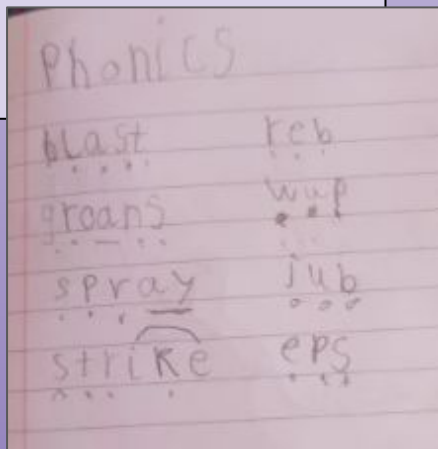 Phonics
blast reb
groans wup
spray jub
strike eps